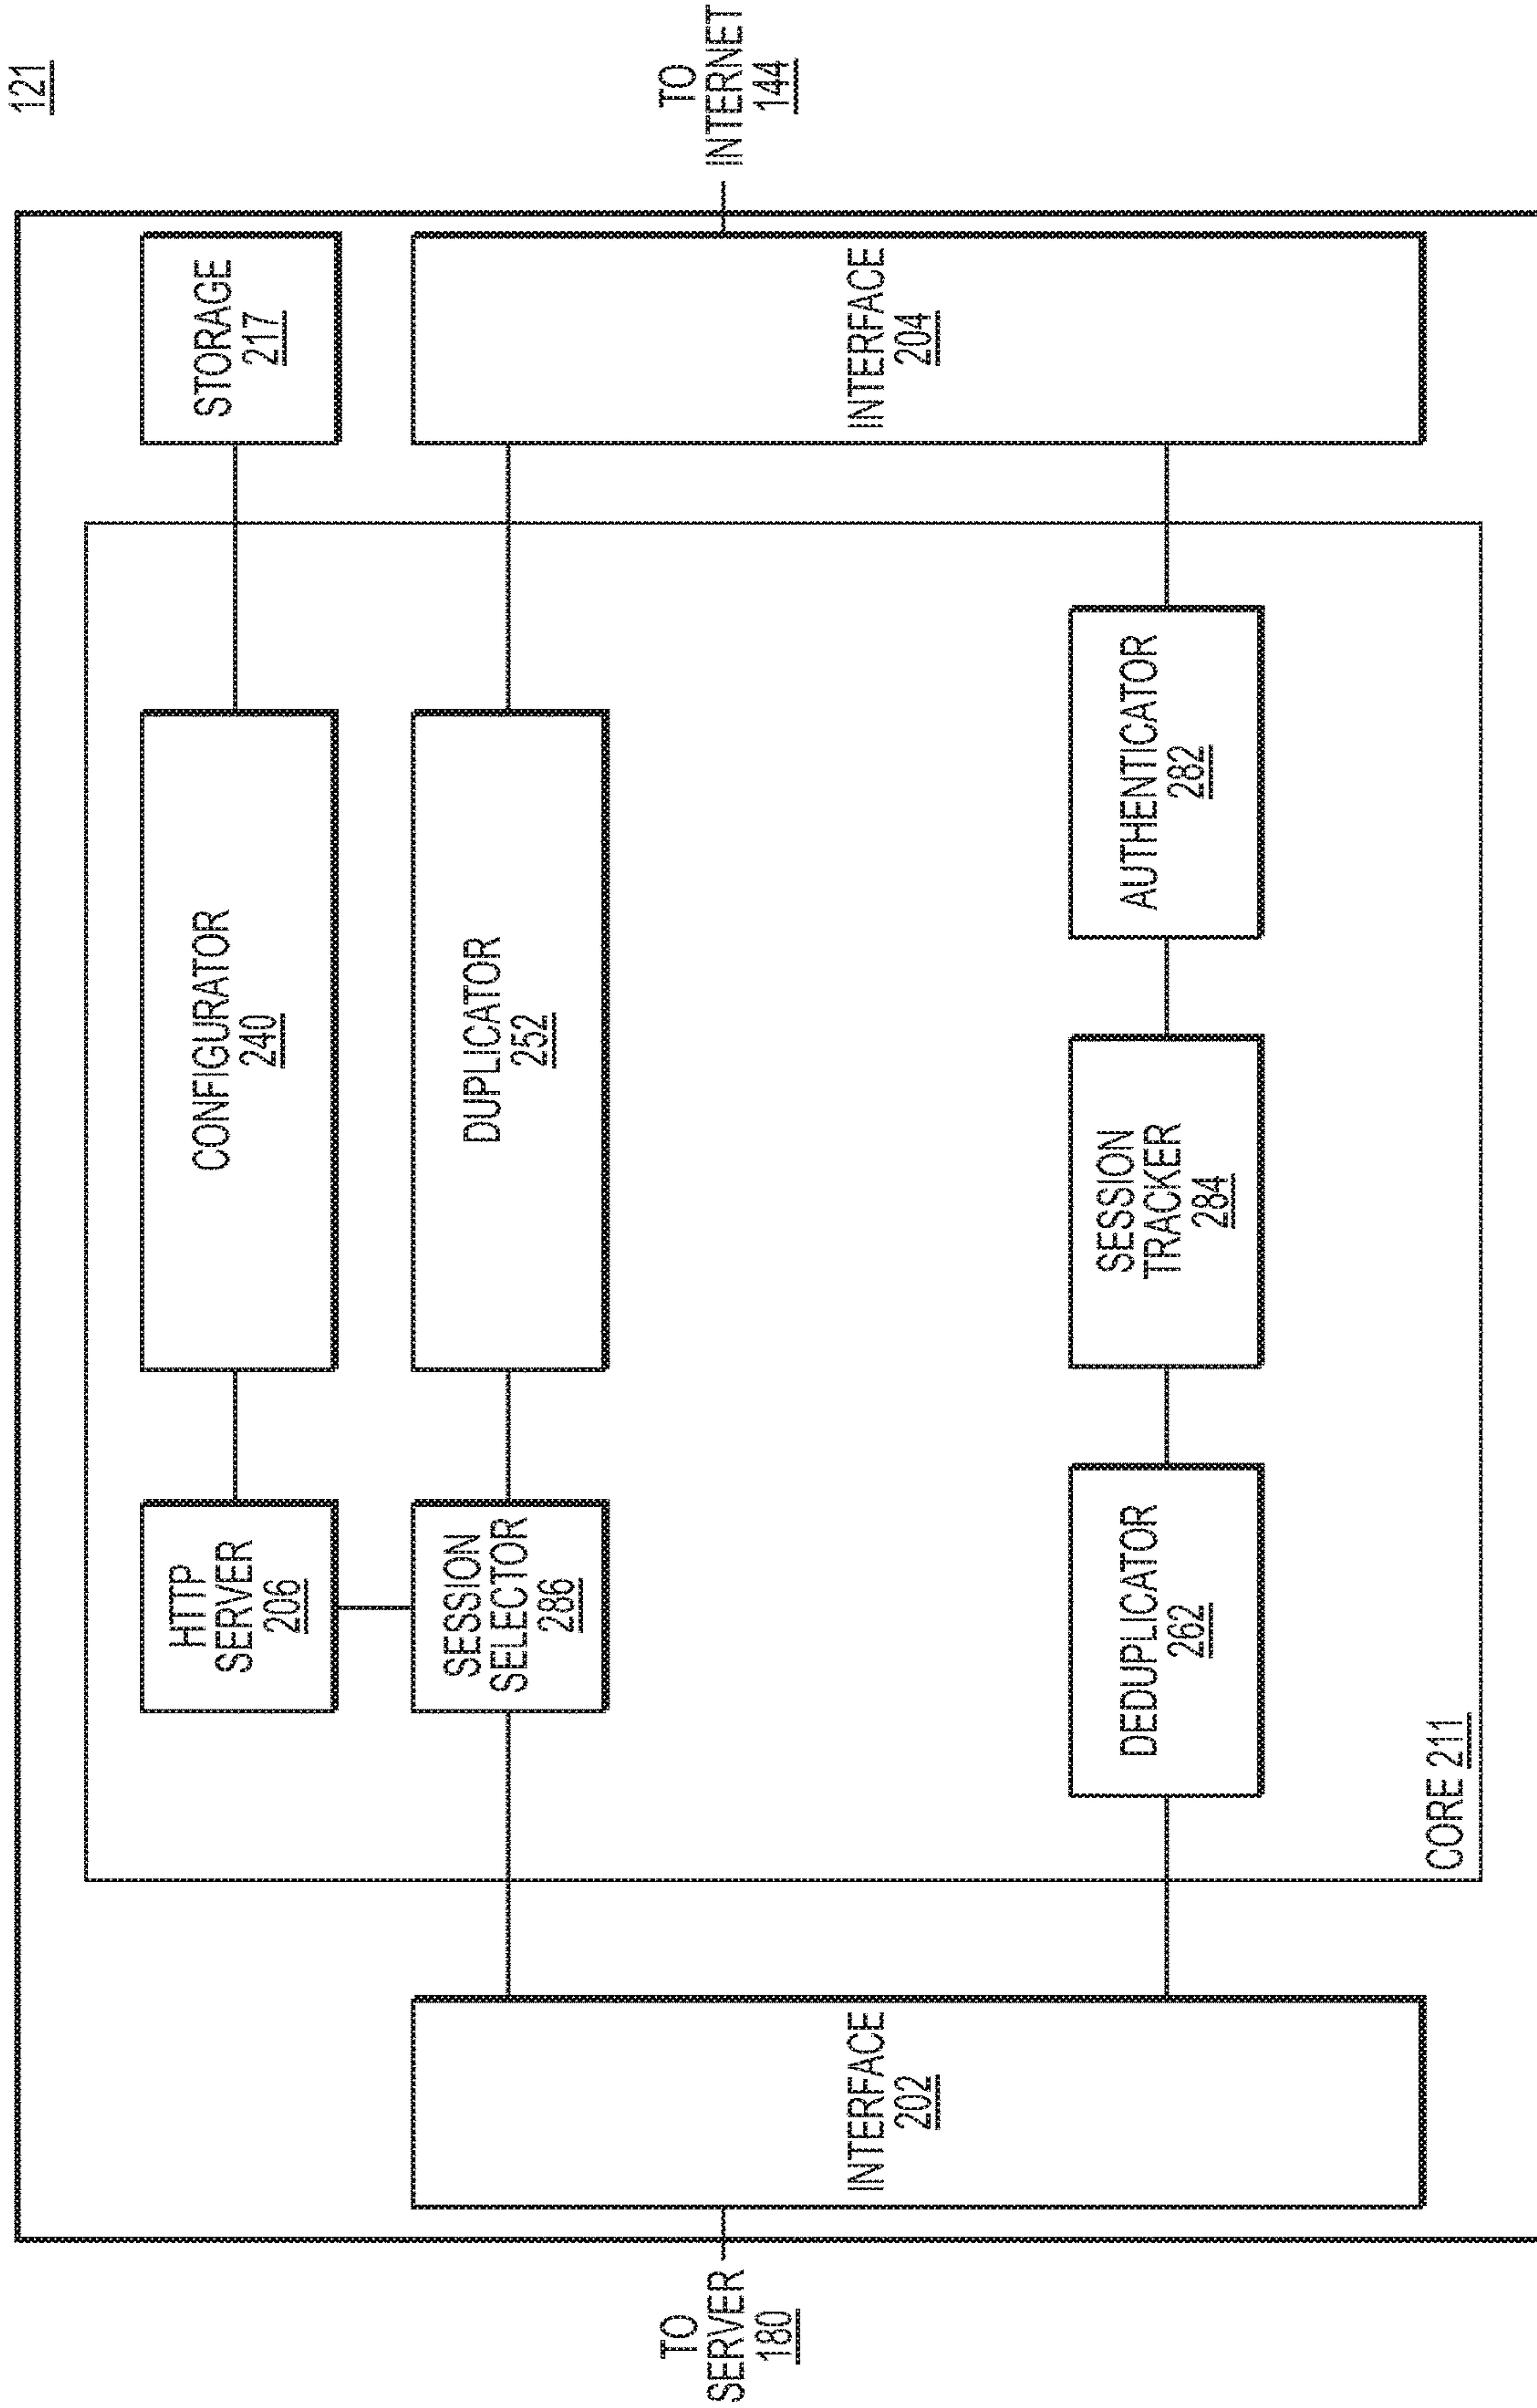 121
TO
SERVER
180
INTERFACE
202
HTTP
SERVER
206
CONFIGURATOR
240
STORAGE
217
SESSION
SELECTOR
286
DUPLICATOR
252
INTERFACE
204
TO
INTERNET
144
DEDUPLICATOR
262
SESSION
TRACKER
284
AUTHENTICATOR
282
CORE 211